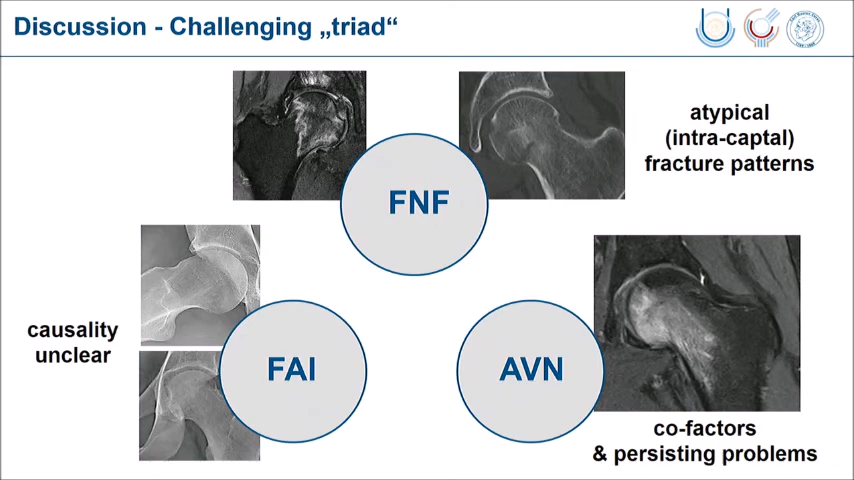 Discussion - Challenging „triad“
atypical
(intra-captal)
fracture patterns
FNF
causality
unclear
FAI
AVN
co-factors
& persisting problems